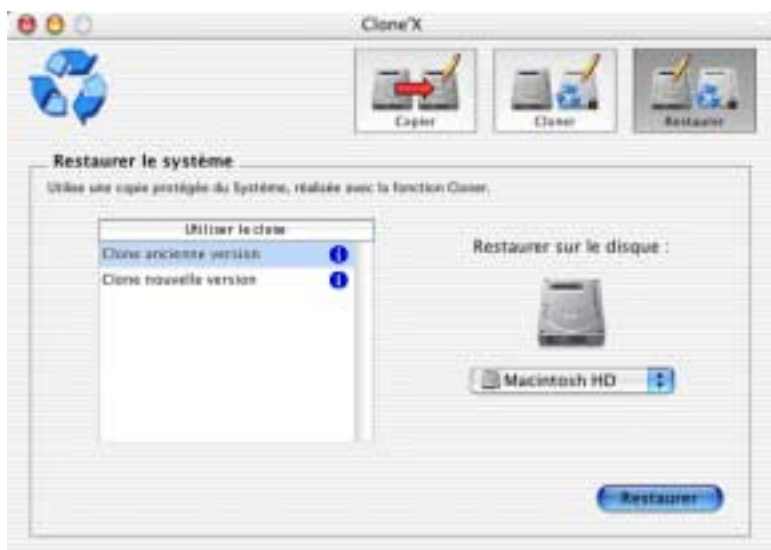 Clone'X
Copier
Cloner
Restaurer
Restaurer le système
Utilise une copie protégée du Système, réalisée avec la fonction Cloner.
Utiliser le clone
Clone ancienne version
Clone nouvelle version
Restaurer sur le disque :
Macintosh HD
Restaurer